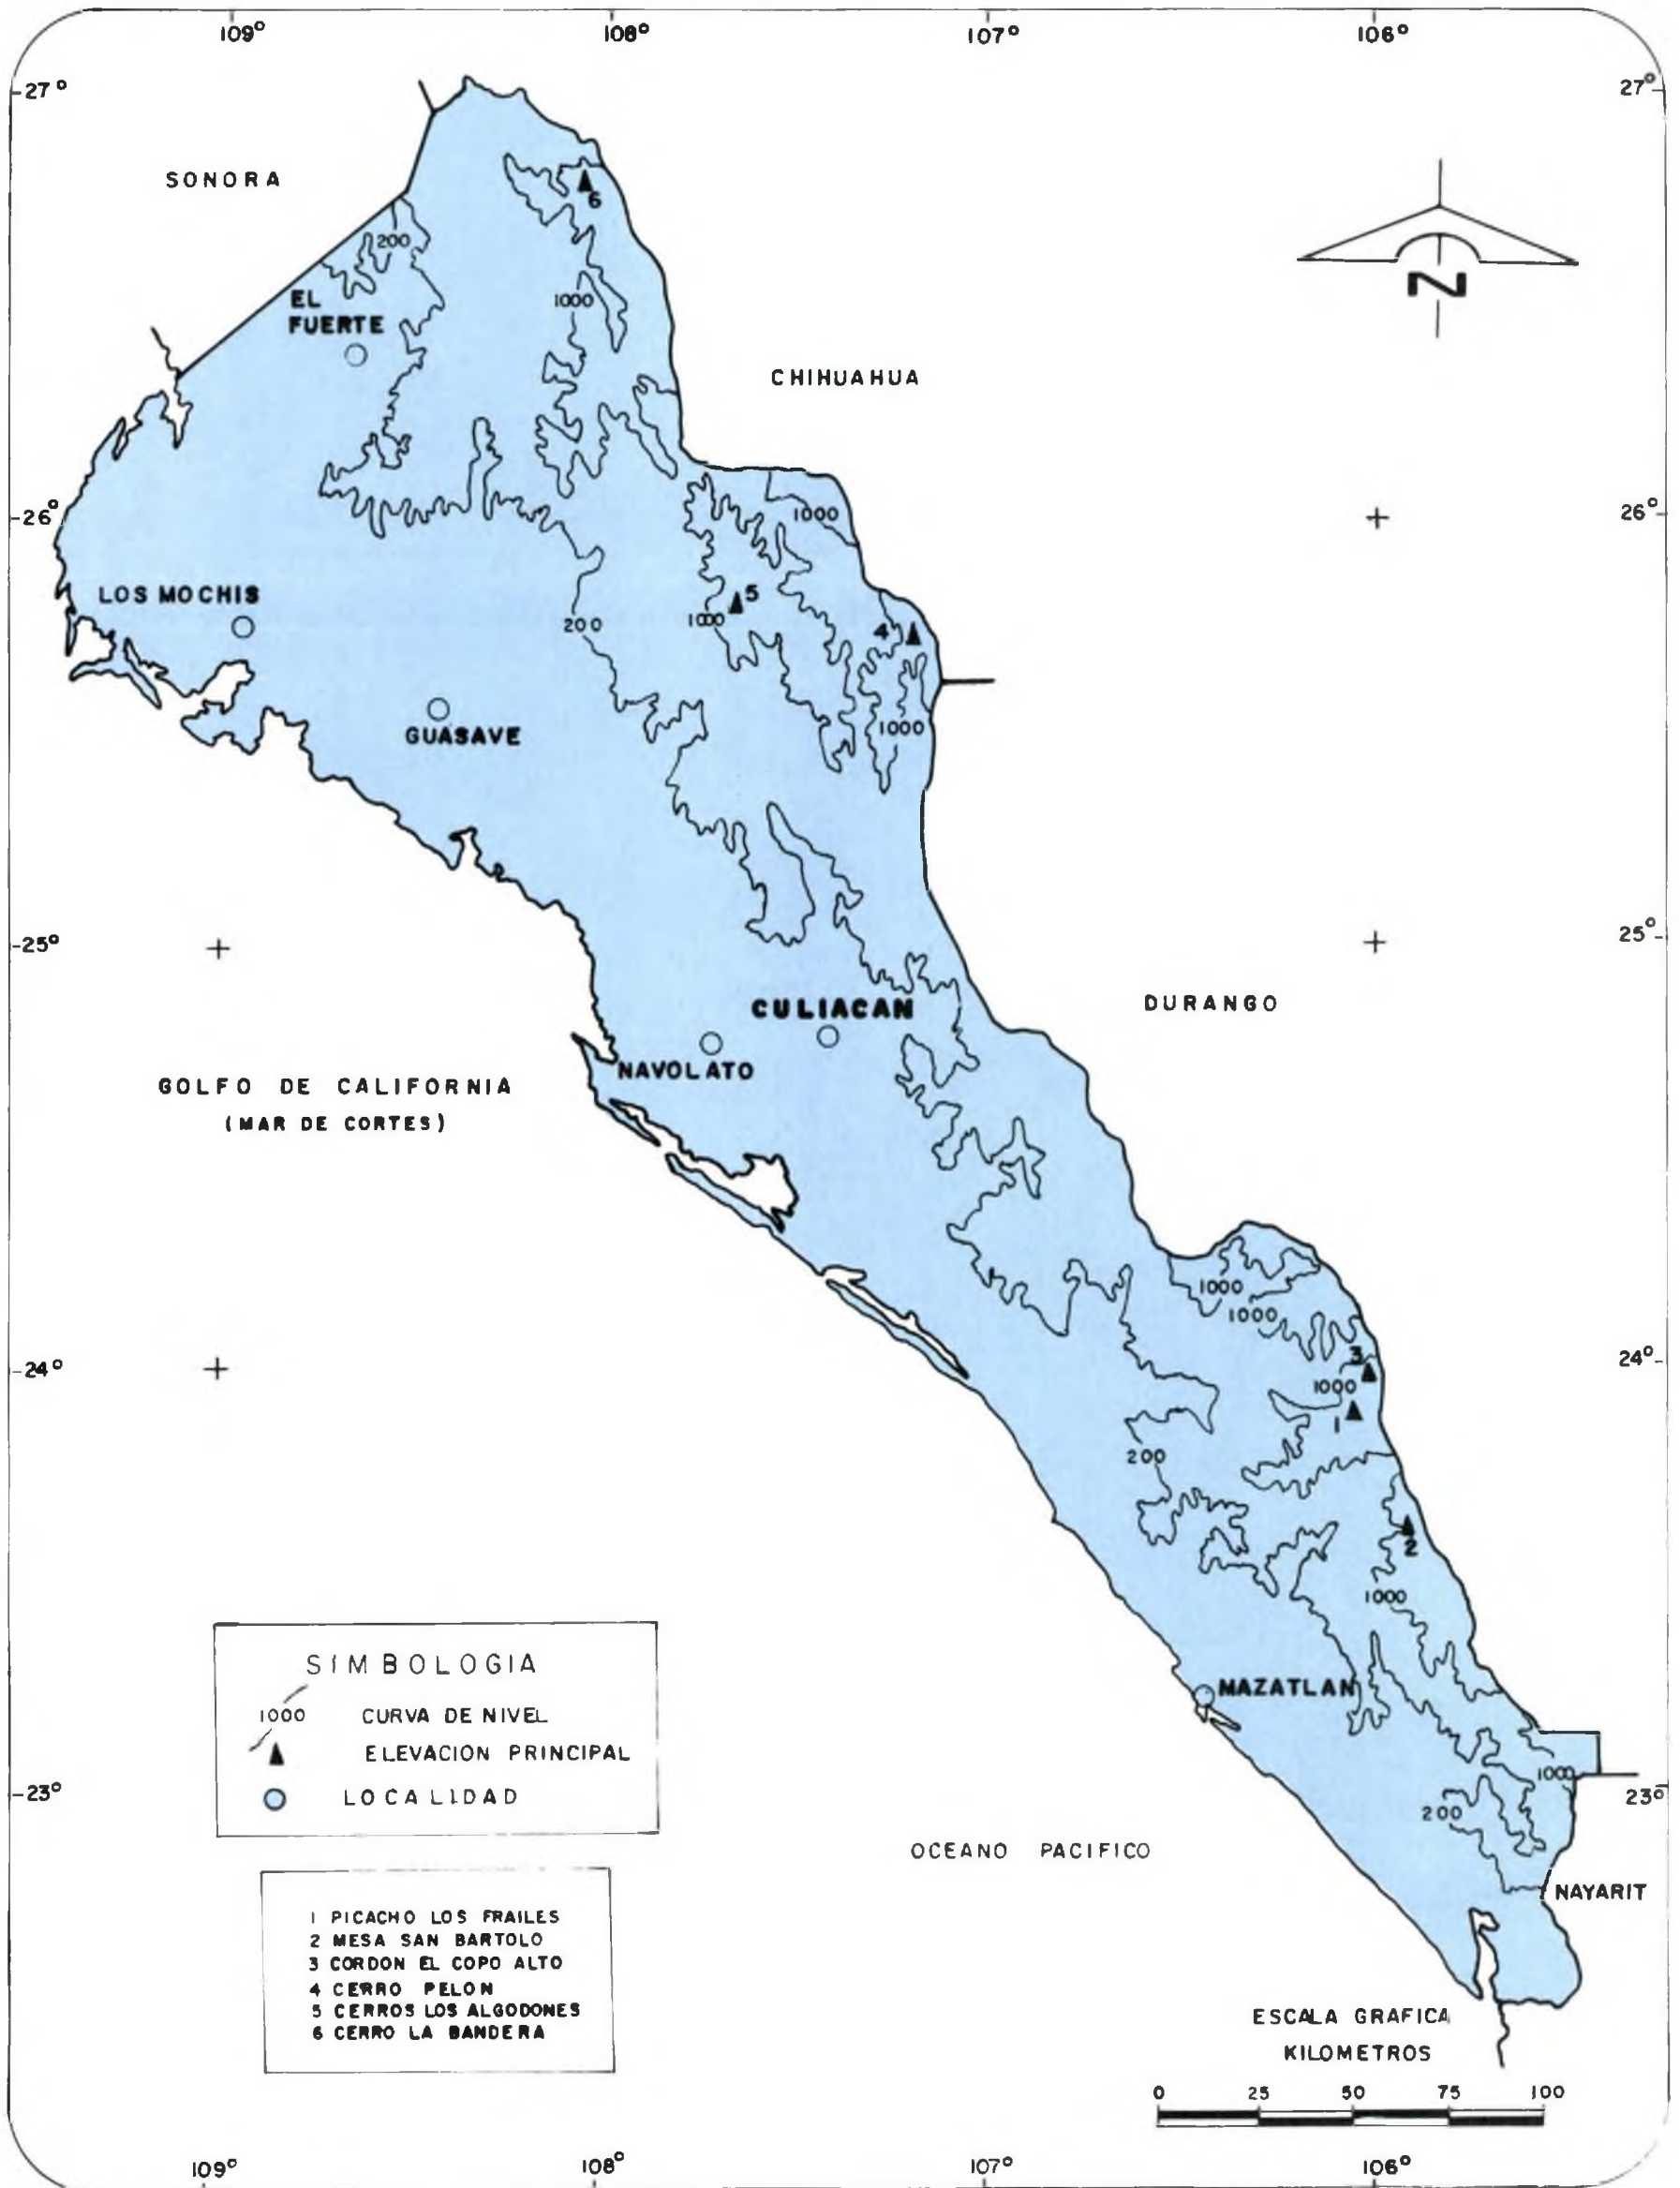 109° 108° 107° 106°
27° 27°
SONORA
6
200
EL
FUERTE
1000
CHIHUAHUA
26° 1000 26°
LOS MOCHIS
5
200 1000 4
GUASAVE 1000
25° 25°
CULIACAN DURANGO
NAVOLATO
GOLFO DE CALIFORNIA
(MAR DE CORTES)
1000
1000
24° 3 24°
1000
1
200
2
1000
SIMBOLOGIA
1000 CURVA DE NIVEL
ELEVACION PRINCIPAL
LOCALIDAD
MAZATLAN
1000
23° 23°
200
OCEANO PACIFICO
NAYARIT
1 PICACHO LOS FRAILES
2 MESA SAN BARTOLO
3 CORDON EL COPO ALTO
4 CERRO PELON
5 CERROS LOS ALGODONES
6 CERRO LA BANDERA
ESCALA GRAFICA
KILOMETROS
0 25 50 75 100
109° 108° 107° 106°
N